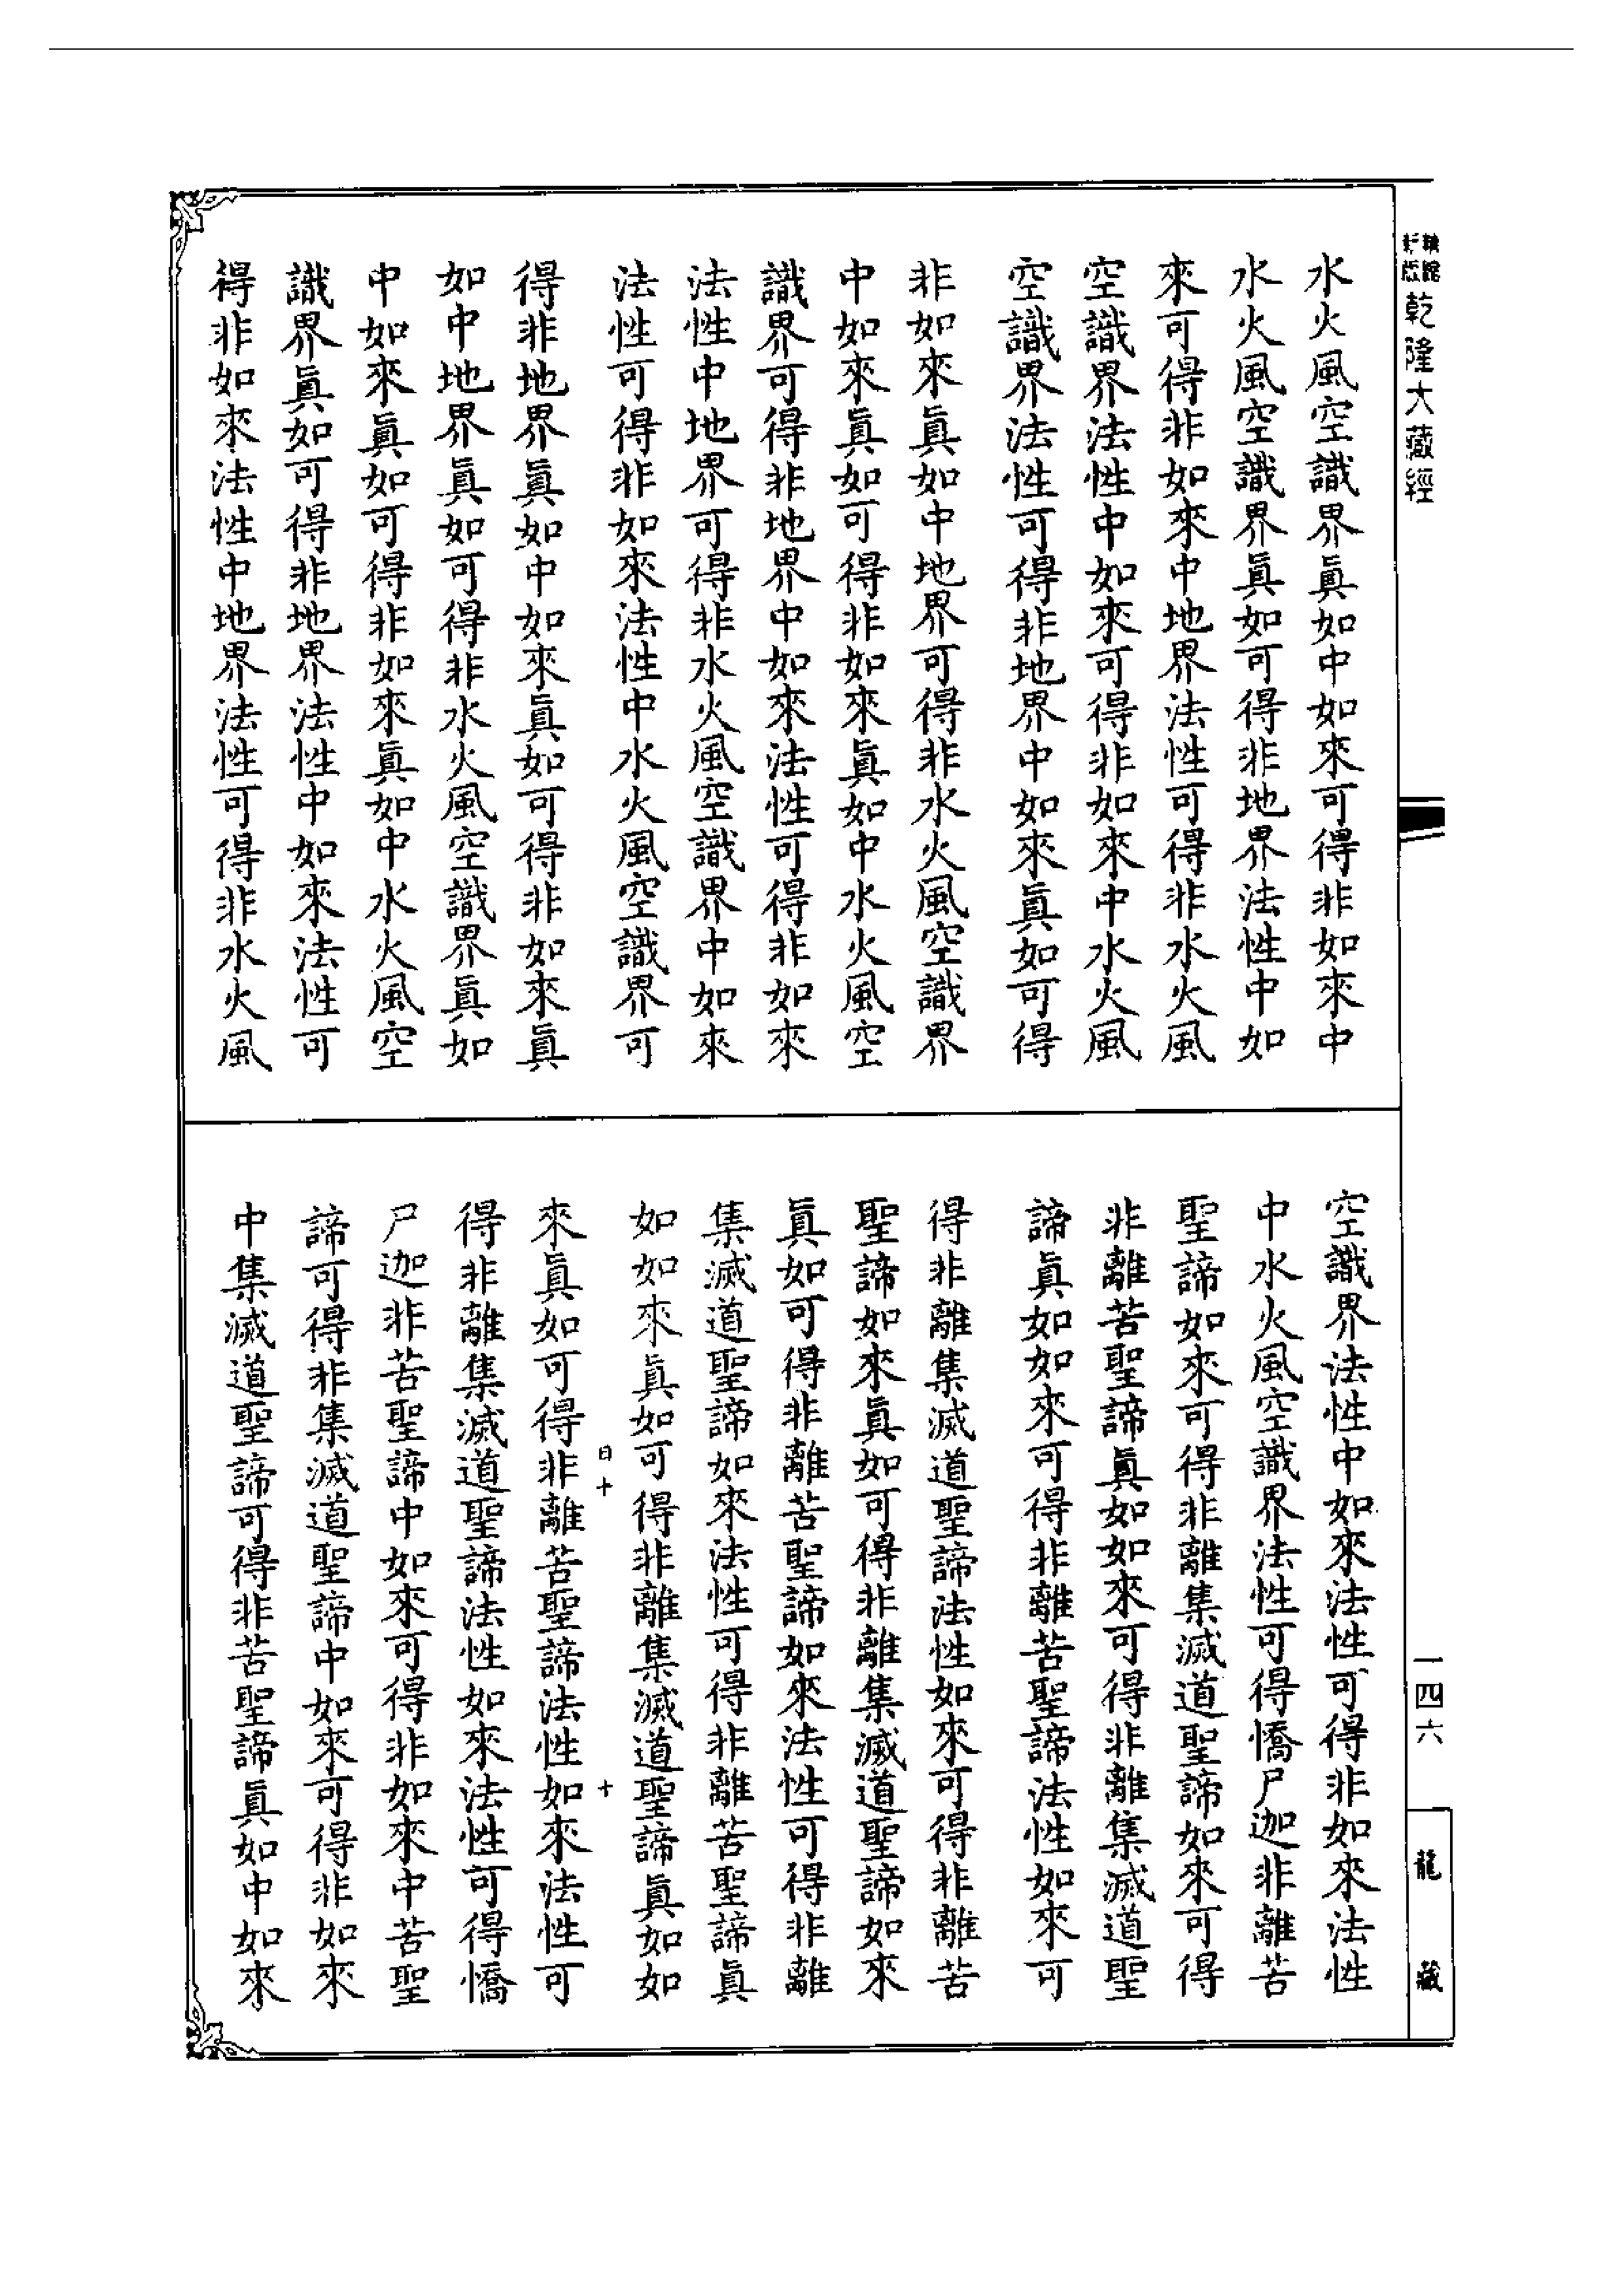 乾隆大藏經
水火風空識界眞如中如來可得非如來中
水火風空識界眞如可得非地界法性中如
來可得非如來中地界法性可得非水火風
空識界法性中如來可得非如來中水火風
空識界法性可得非地界中如來眞如可得
非如來眞如中地界可得非水火風空識界
中如來眞如可得非如來眞如中水火風空
識界可得非地界中如來法性可得非如來
法性中地界可得非水火風空識界中如來
法性可得非如來法性中水火風空識界可
得非地界眞如中如來眞如可得非如來眞
如中地界眞如可得非水火風空識界眞如
中如來眞如可得非如來眞如中水火風空
識界眞如可得非地界法性中如來法性可
得非如來法性中地界法性可得非水火風
空識界法性中如來法性可得非如來法性
中水火風空識界法性可得憍尸迦非離苦
聖諦如來可得非離集滅道聖諦如來可得
非離苦聖諦眞如如來可得非離集滅道聖
諦眞如如來可得非離苦聖諦法性如來可
得非離集滅道聖諦法性如來可得非離苦
聖諦如來眞如可得非離集滅道聖諦如來
眞如可得非離苦聖諦如來法性可得非離
集滅道聖諦如來法性可得非離苦聖諦眞
如如來眞如可得非離集滅道聖諦眞如如
日十
十
來眞如可得非離苦聖諦法性如來法性可
得非離集滅道聖諦法性如來法性可得憍
尸迦非苦聖諦中如來可得非如來中苦聖
諦可得非集滅道聖諦中如來可得非如來
中集滅道聖諦可得非苦聖諦眞如中如來
一四六
龍藏